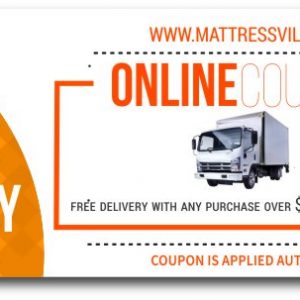 WWW.MATTRESSVIL
ONLINECOU
Y
FREE DELIVERY WITH ANY PURCHASE OVER $
COUPON IS APPLIED AUT